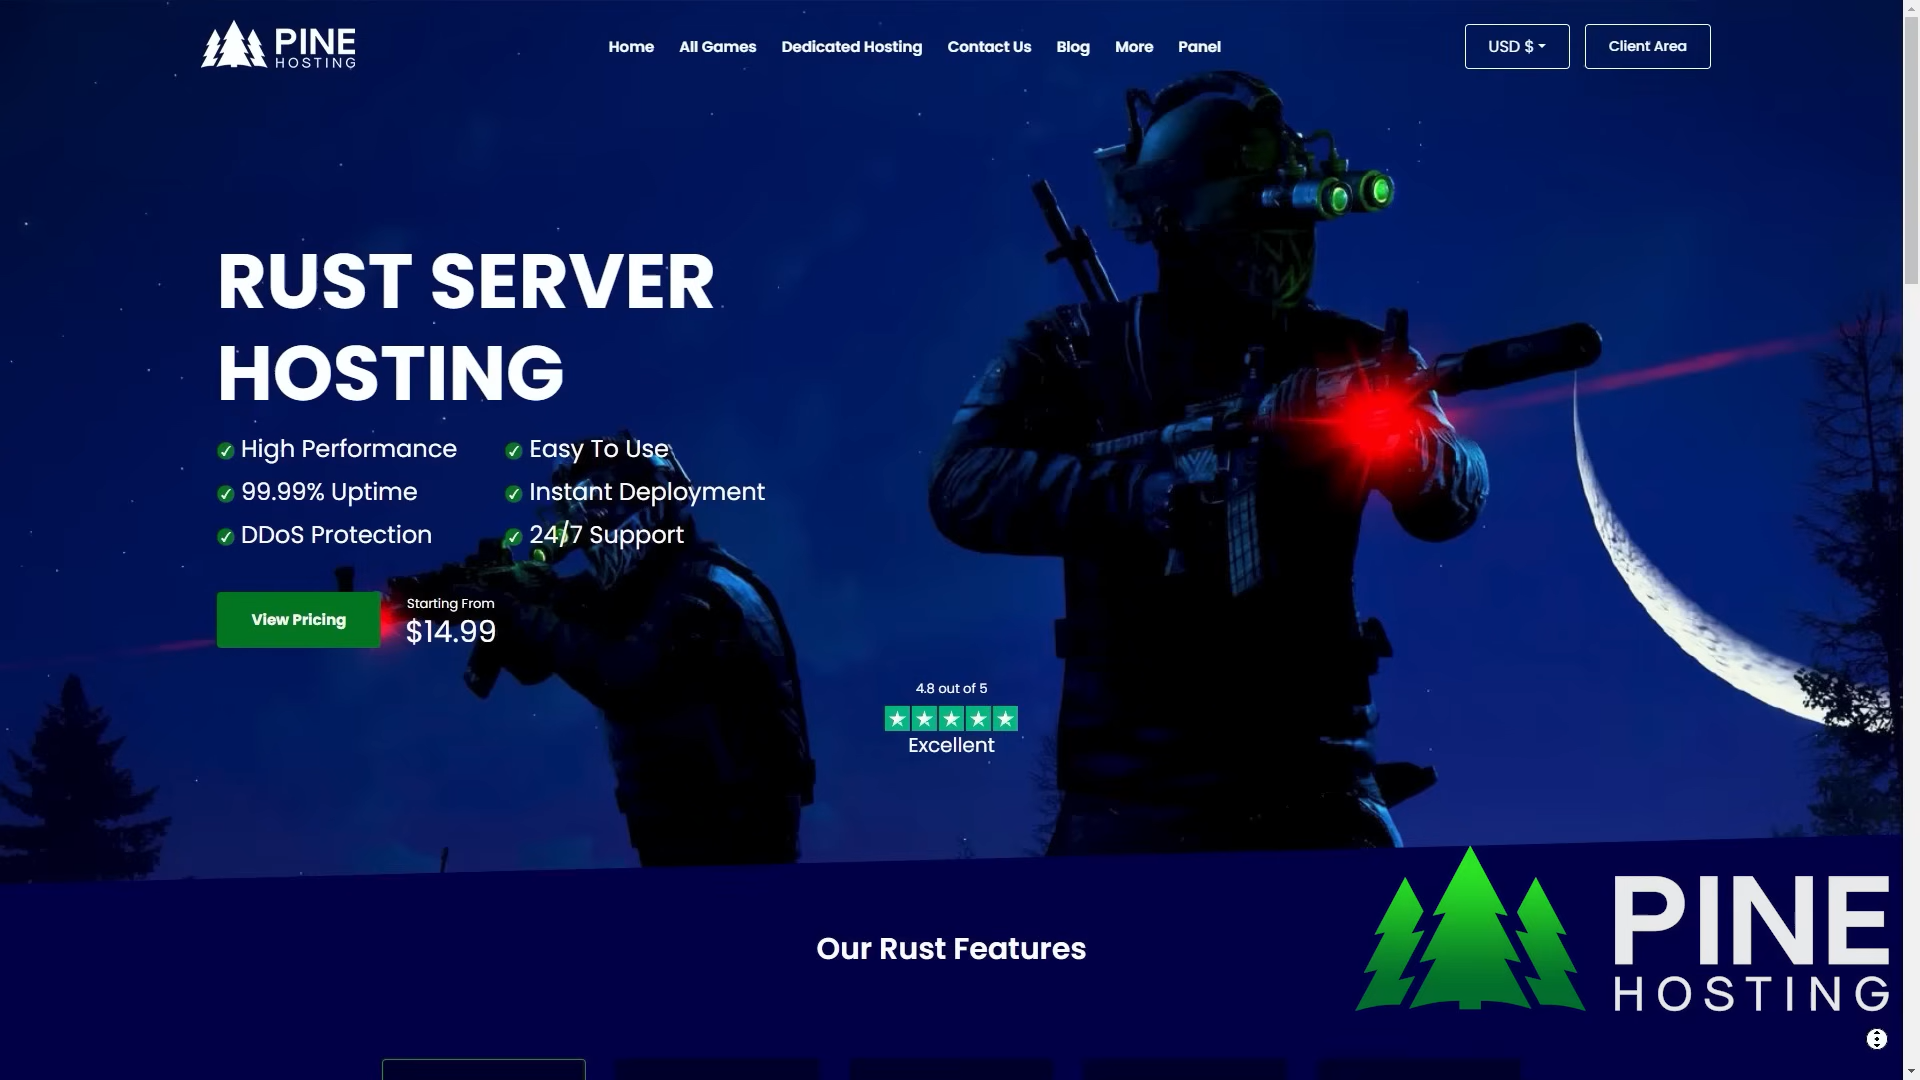 PINE
HOSTING
Home All Games Dedicated Hosting Contact Us Blog More Panel
USD $
Client Area
RUST SERVER
HOSTING
High Performance
Easy To Use
99.99% Uptime
Instant Deployment
DDoS Protection
24/7 Support
View Pricing
Starting From
$14.99
4.8 out of 5
Excellent
Our Rust Features
PINE
HOSTING